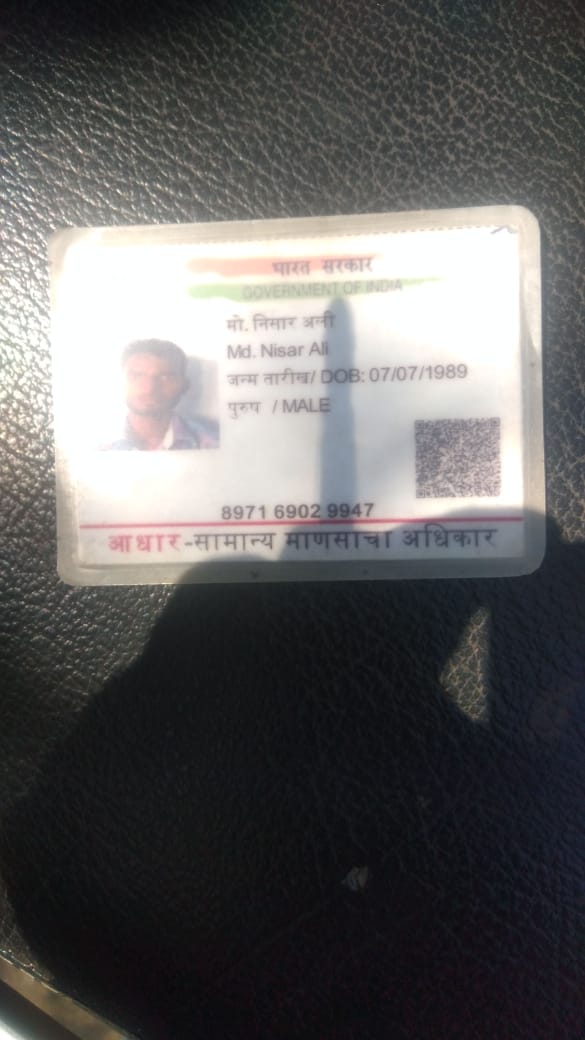 भारत सरकार
GOVERNMENT OF INDIA
मो. निसार अली
Md. Nisar Ali
जन्म तारीख/ DOB: 07/07/1989
पुरुष / MALE
8971 6902 9947
आधार-सामान्य माणसाचा अधिकार